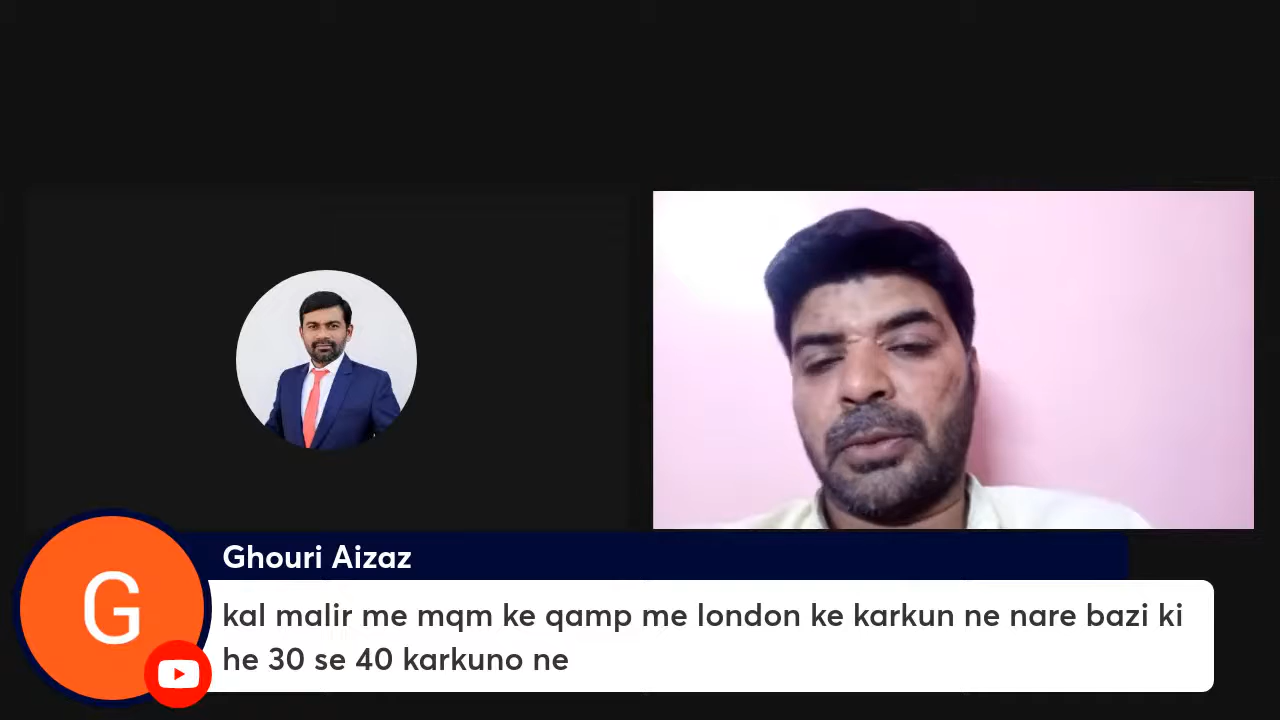 Ghouri Aizaz
G
kal malir me mqm ke qamp me london ke karkun ne nare bazi ki
he 30 se 40 karkuno ne